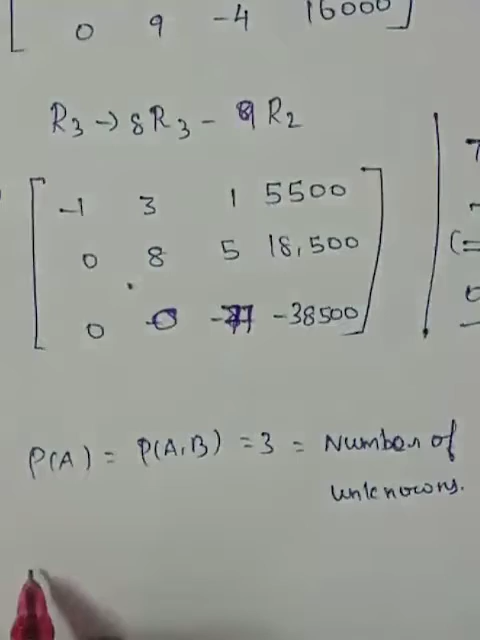 0 9 -4 16000
R3 → 8R3 - 9R2
-1 3 1 5500
0 8 5 18,500
0 0 -77 -38500
ρ(A) = ρ(A,B) = 3 = Number of
unknowns.